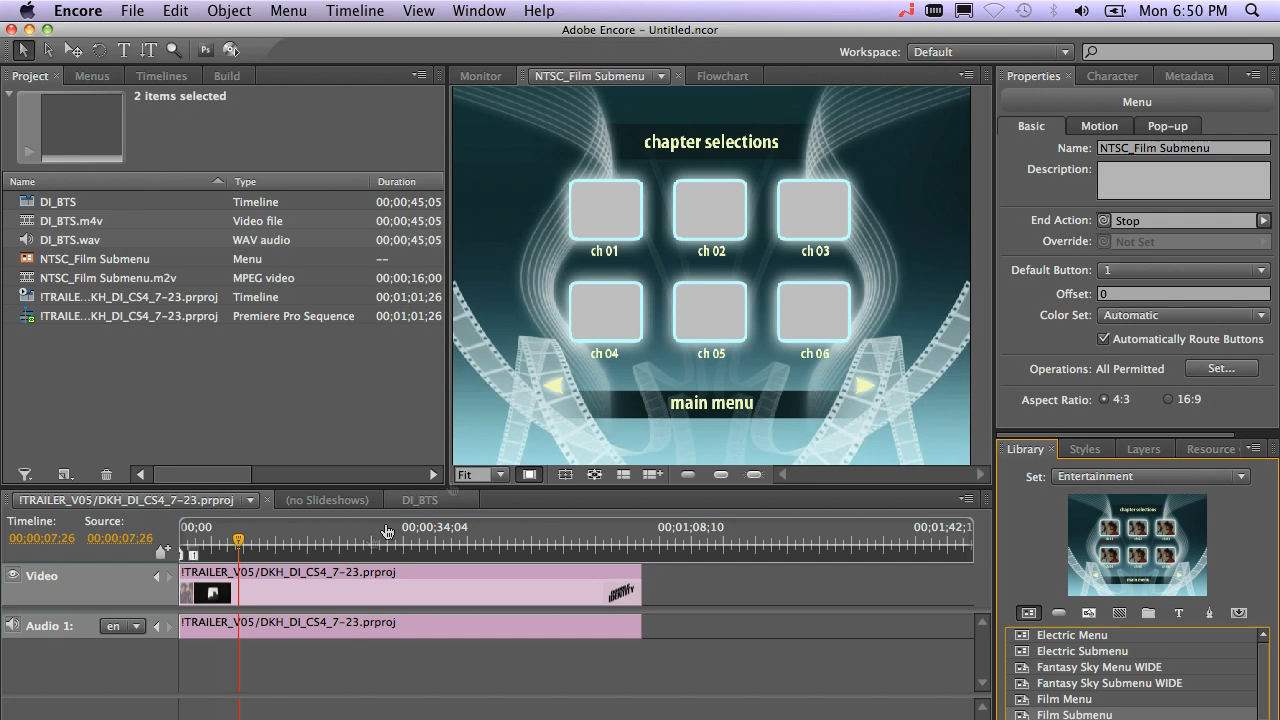 Encore File Edit Object Menu Timeline View Window Help Mon 6:50 PM
Adobe Encore - Untitled.ncor
T T Ps Workspace: Default
Project × Menus Timelines Build
2 items selected
Name Type Duration
DI_BTS Timeline 00;00;45;05
DI_BTS.m4v Video file 00;00;45;05
DI_BTS.wav WAV audio 00;00;45;05
NTSC_Film Submenu Menu --
NTSC_Film Submenu.m2v MPEG video 00;00;16;00
!TRAILE...KH_DI_CS4_7-23.prproj Timeline 00;01;01;26
!TRAILE...KH_DI_CS4_7-23.prproj Premiere Pro Sequence 00;01;01;26
Monitor NTSC_Film Submenu × Flowchart
chapter selections
ch 01 ch 02 ch 03
ch 04 ch 05 ch 06
main menu
Fit
Properties × Character Metadata
Menu
Basic Motion Pop-up
Name: NTSC_Film Submenu
Description:
End Action: Stop
Override: Not Set
Default Button: 1
Offset: 0
Color Set: Automatic
Automatically Route Buttons
Operations: All Permitted Set...
Aspect Ratio: 4:3 16:9
Library × Styles Layers Resource
Set: Entertainment
chapter selections
main menu
T
Electric Menu
Electric Submenu
Fantasy Sky Menu WIDE
Fantasy Sky Submenu WIDE
Film Menu
Film Submenu
!TRAILER_V05/DKH_DI_CS4_7-23.prproj × (no Slideshows) DI_BTS
Timeline: Source:
00;00;07;26 00;00;07;26
00;00 00;00;34;04 00;01;08;10 00;01;42;1
1
Video !TRAILER_V05/DKH_DI_CS4_7-23.prproj
Audio 1: en !TRAILER_V05/DKH_DI_CS4_7-23.prproj